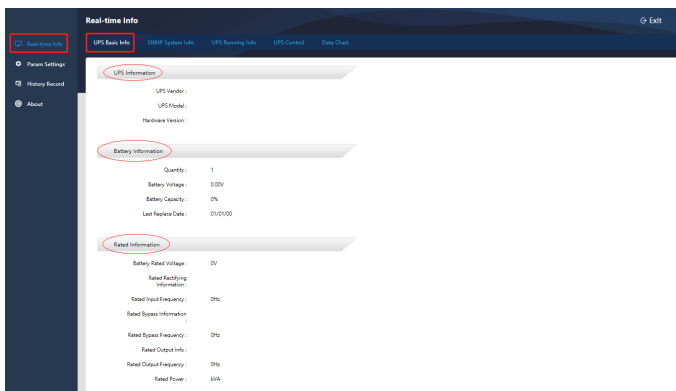 Real-time Info
Exit
Real-time Info
Param Settings
History Record
About
UPS Basic Info
SNMP System Info
UPS Running Info
UPS Control
Data Chart
UPS Information
UPS Vendor :
UPS Model :
Hardware Version :
Battery Information
Quantity : 1
Battery Voltage : 0.00V
Battery Capacity : 0%
Last Replace Date : 01/01/00
Rated Information
Battery Rated Voltage : 0V
Rated Rectifying
Information :
Rated Input Frequency : 0Hz
Rated Bypass Information
:
Rated Bypass Frequency : 0Hz
Rated Output Info :
Rated Output Frequency : 0Hz
Rated Power : kVA